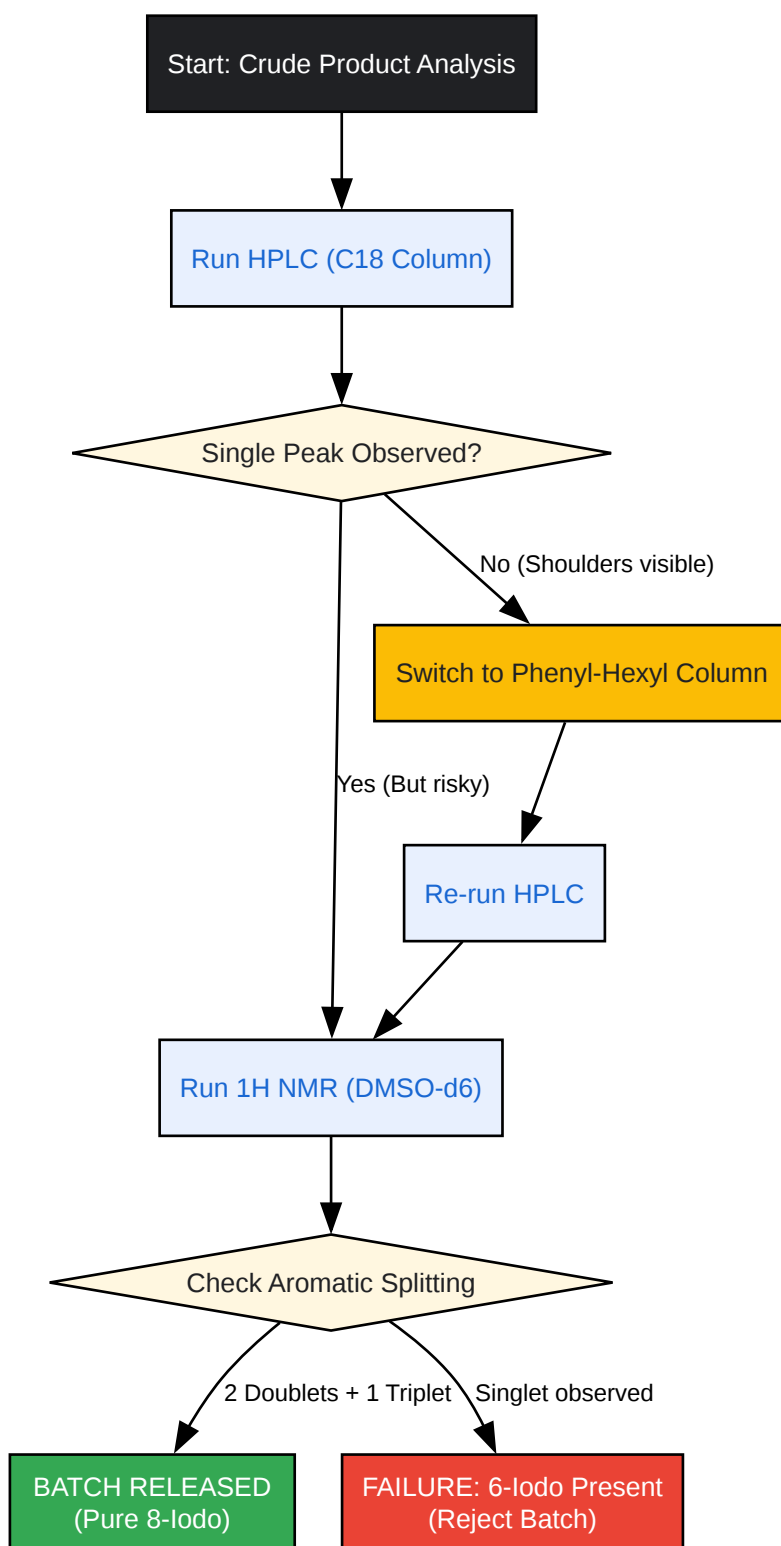 Start: Crude Product Analysis
Run HPLC (C18 Column)
Single Peak Observed?
No (Shoulders visible)
Switch to Phenyl-Hexyl Column
Yes (But risky)
Re-run HPLC
Run 1H NMR (DMSO-d6)
Check Aromatic Splitting
2 Doublets + 1 Triplet
Singlet observed
BATCH RELEASED
(Pure 8-Iodo)
FAILURE: 6-Iodo Present
(Reject Batch)